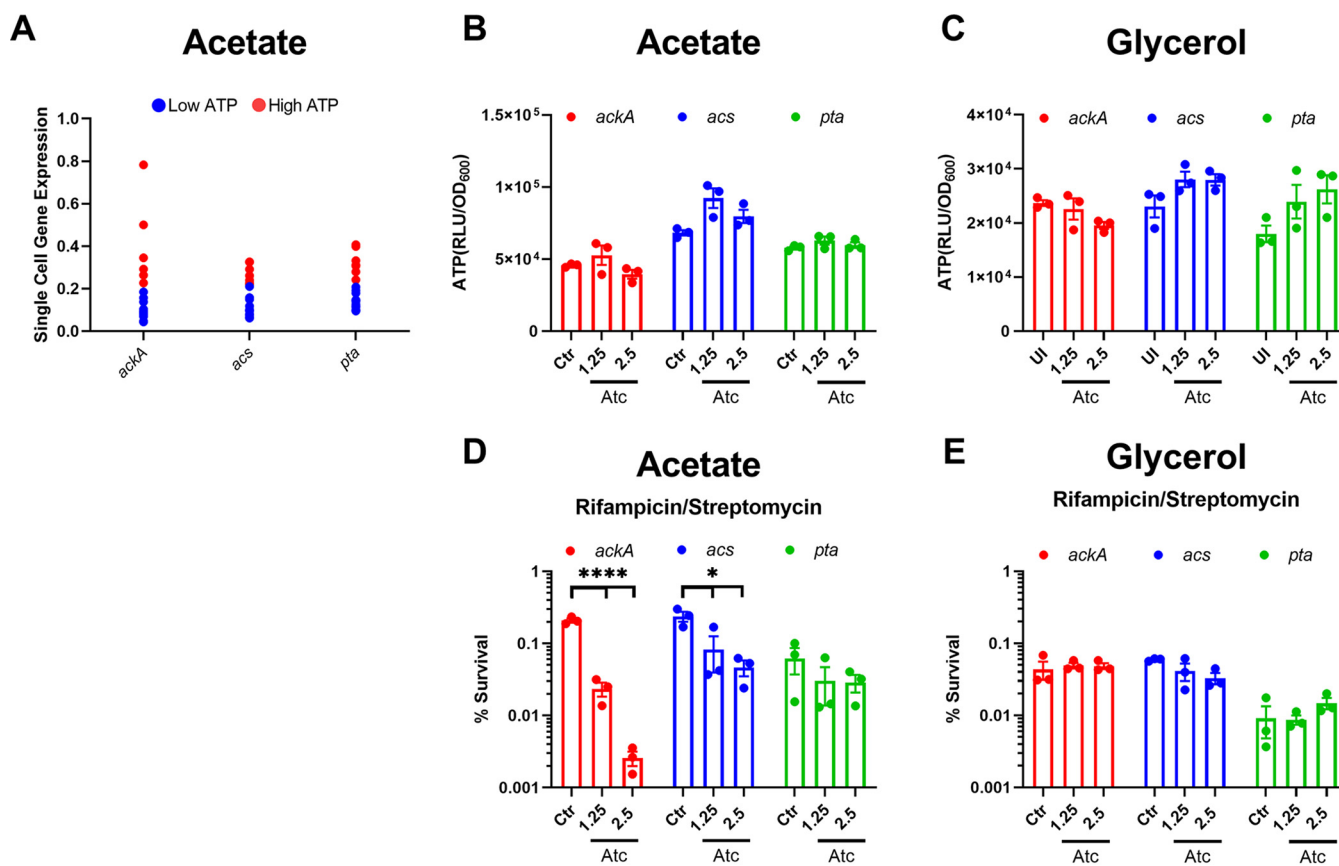 A
Acetate
Low ATP
High ATP
Single Cell Gene Expression
1.0
0.8
0.6
0.4
0.2
0.0
ackA
acs
pta
B
Acetate
ackA
acs
pta
ATP(RLU/OD600)
1.5×10⁵
1×10⁵
5×10⁴
0
Ctr 1.25 2.5 Ctr 1.25 2.5 Ctr 1.25 2.5
Atc Atc Atc
C
Glycerol
ackA
acs
pta
ATP(RLU/OD600)
4×10⁴
3×10⁴
2×10⁴
1×10⁴
0
UI 1.25 2.5 UI 1.25 2.5 UI 1.25 2.5
Atc Atc Atc
D
Acetate
Rifampicin/Streptomycin
ackA
acs
pta
**** *
% Survival
1
0.1
0.01
0.001
Ctr 1.25 2.5 Ctr 1.25 2.5 Ctr 1.25 2.5
Atc Atc Atc
E
Glycerol
Rifampicin/Streptomycin
ackA
acs
pta
% Survival
1
0.1
0.01
0.001
Ctr 1.25 2.5 Ctr 1.25 2.5 Ctr 1.25 2.5
Atc Atc Atc